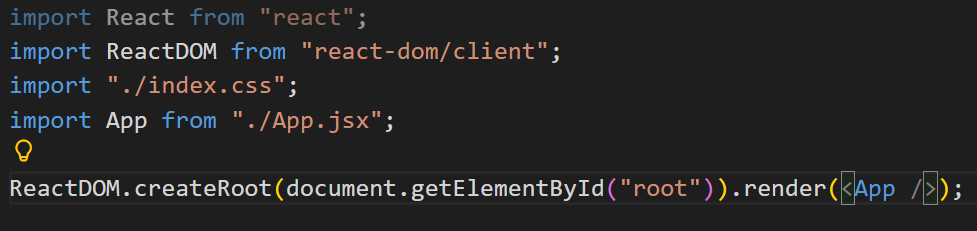 import React from "react";
import ReactDOM from "react-dom/client";
import "./index.css";
import App from "./App.jsx";
ReactDOM.createRoot(document.getElementById("root")).render(<App />);